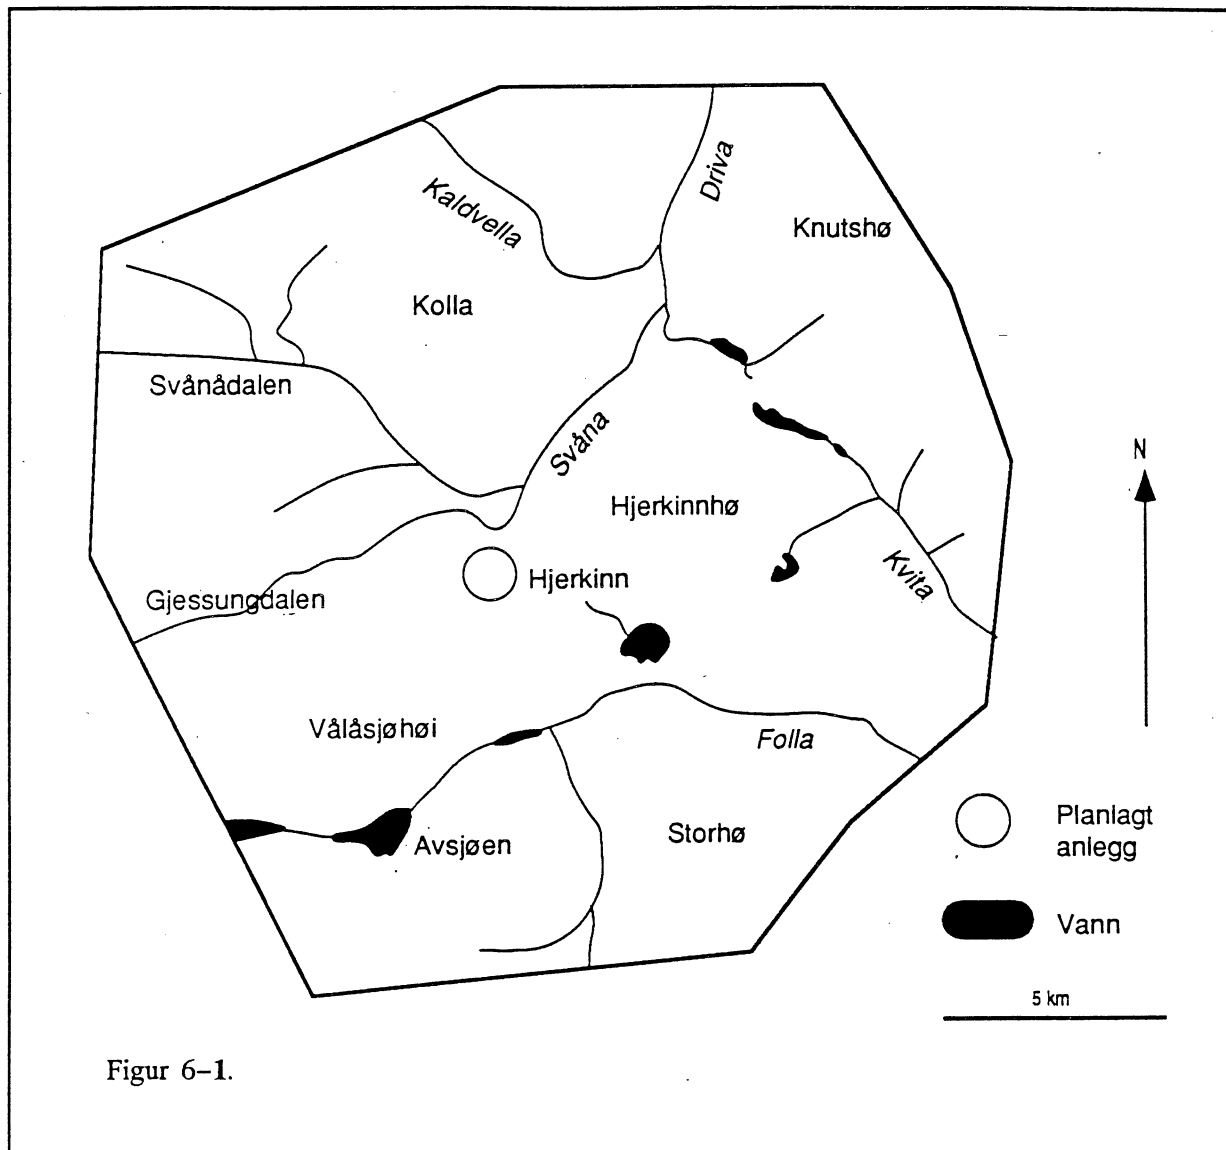 Driva
Kaldvella
Knutshø
Kolla
Svånådalen
Svåna
N
Hjerkinnhø
Kvita
Hjerkinn
Gjessungdalen
Vålåsjøhøi
Folla
Planlagt
anlegg
Storhø
Avsjøen
Vann
5 km
Figur 6–1.